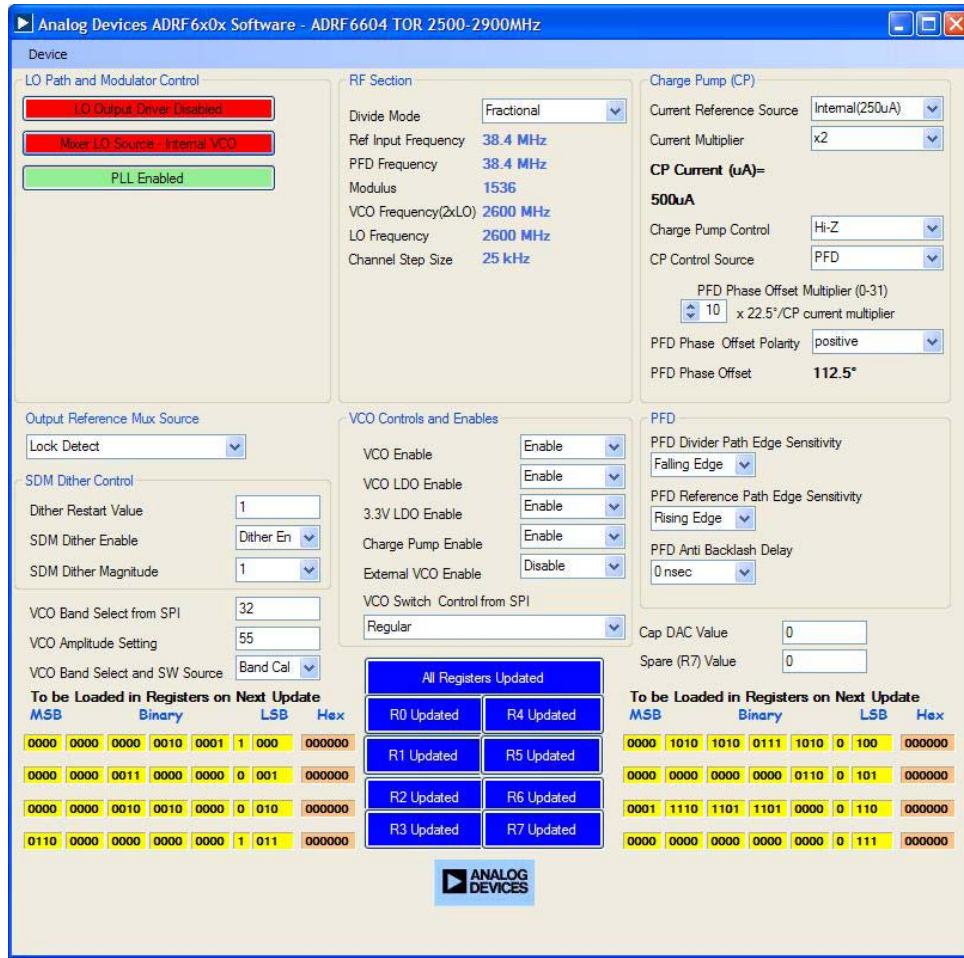 Analog Devices ADRF6x0x Software - ADRF6604 TOR 2500-2900MHz
Device
LO Path and Modulator Control
LO Output Driver Disabled
Mixer LO Source - Internal VCO
PLL Enabled
RF Section
Divide Mode Fractional
Ref Input Frequency 38.4 MHz
PFD Frequency 38.4 MHz
Modulus 1536
VCO Frequency(2xLO) 2600 MHz
LO Frequency 2600 MHz
Channel Step Size 25 kHz
Charge Pump (CP)
Current Reference Source Internal(250uA)
Current Multiplier x2
CP Current (uA)=
500uA
Charge Pump Control Hi-Z
CP Control Source PFD
PFD Phase Offset Multiplier (0-31)
10 x 22.5°/CP current multiplier
PFD Phase Offset Polarity positive
PFD Phase Offset 112.5°
Output Reference Mux Source
Lock Detect
SDM Dither Control
Dither Restart Value 1
SDM Dither Enable Dither En
SDM Dither Magnitude 1
VCO Band Select from SPI 32
VCO Amplitude Setting 55
VCO Band Select and SW Source Band Cal
VCO Controls and Enables
VCO Enable Enable
VCO LDO Enable Enable
3.3V LDO Enable Enable
Charge Pump Enable Enable
External VCO Enable Disable
VCO Switch Control from SPI
Regular
PFD
PFD Divider Path Edge Sensitivity
Falling Edge
PFD Reference Path Edge Sensitivity
Rising Edge
PFD Anti Backlash Delay
0 nsec
Cap DAC Value 0
Spare (R7) Value 0
To be Loaded in Registers on Next Update
MSB Binary LSB Hex
0000 0000 0000 0010 0001 1 000 000000
0000 0000 0011 0000 0000 0 001 000000
0000 0000 0010 0010 0000 0 010 000000
0110 0000 0000 0000 0000 1 011 000000
All Registers Updated
R0 Updated R4 Updated
R1 Updated R5 Updated
R2 Updated R6 Updated
R3 Updated R7 Updated
To be Loaded in Registers on Next Update
MSB Binary LSB Hex
0000 1010 1010 0111 1010 0 100 000000
0000 0000 0000 0000 0110 0 101 000000
0001 1110 1101 1101 0000 0 110 000000
0000 0000 0000 0000 0000 0 111 000000
ANALOG
DEVICES